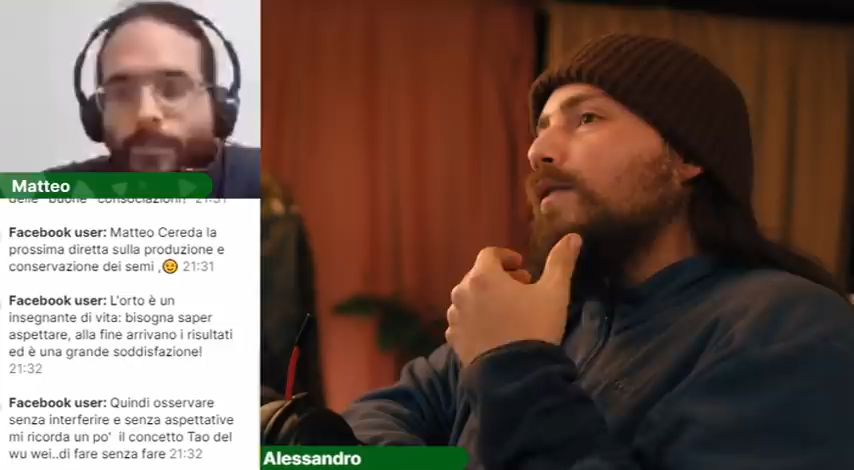 Matteo
delle "buone" consociazioni! 21:31
Facebook user: Matteo Cereda la
prossima diretta sulla produzione e
conservazione dei semi ,😉 21:31
Facebook user: L'orto è un
insegnante di vita: bisogna saper
aspettare, alla fine arrivano i risultati
ed è una grande soddisfazione!
21:32
Facebook user: Quindi osservare
senza interferire e senza aspettative
mi ricorda un po' il concetto Tao del
wu wei..di fare senza fare 21:32
Alessandro